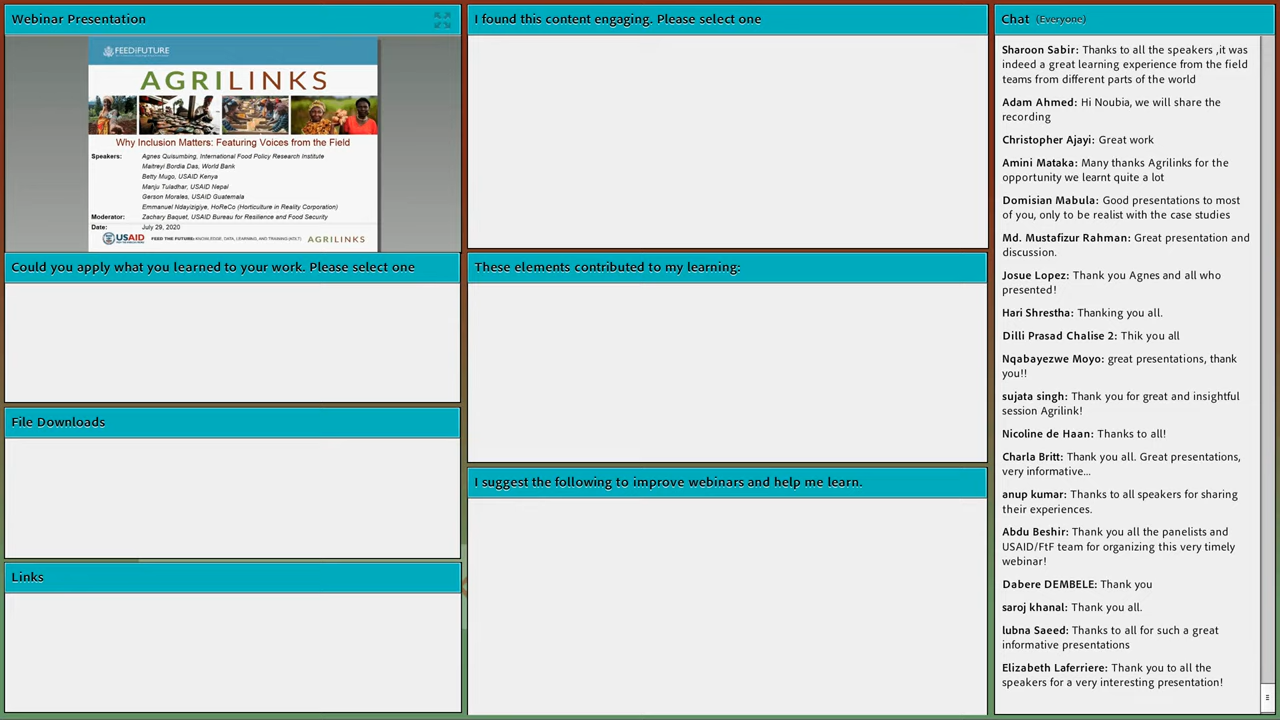 Webinar Presentation
FEED THE FUTURE
AGRILINKS
Why Inclusion Matters: Featuring Voices from the Field
Speakers: Agnes Quisumbing, International Food Policy Research Institute
Maitreyi Bordia Das, World Bank
Betty Mugo, USAID Kenya
Manju Tuladhar, USAID Nepal
Gerson Morales, USAID Guatemala
Emmanuel Ndayizigiye, HoReCo (Horticulture in Reality Corporation)
Moderator: Zachary Baquet, USAID Bureau for Resilience and Food Security
Date: July 29, 2020
USAID
FEED THE FUTURE: KNOWLEDGE, DATA, LEARNING, AND TRAINING (KDLT)
AGRILINKS
Could you apply what you learned to your work. Please select one
File Downloads
Links
I found this content engaging. Please select one
These elements contributed to my learning:
I suggest the following to improve webinars and help me learn.
Chat (Everyone)
Sharoon Sabir: Thanks to all the speakers ,it was
indeed a great learning experience from the field
teams from different parts of the world
Adam Ahmed: Hi Noubia, we will share the
recording
Christopher Ajayi: Great work
Amini Mataka: Many thanks Agrilinks for the
opportunity we learnt quite a lot
Domisian Mabula: Good presentations to most
of you, only to be realist with the case studies
Md. Mustafizur Rahman: Great presentation and
discussion.
Josue Lopez: Thank you Agnes and all who
presented!
Hari Shrestha: Thanking you all.
Dilli Prasad Chalise 2: Thik you all
Nqabayezwe Moyo: great presentations, thank
you!!
sujata singh: Thank you for great and insightful
session Agrilink!
Nicoline de Haan: Thanks to all!
Charla Britt: Thank you all. Great presentations,
very informative...
anup kumar: Thanks to all speakers for sharing
their experiences.
Abdu Beshir: Thank you all the panelists and
USAID/FtF team for organizing this very timely
webinar!
Dabere DEMBELE: Thank you
saroj khanal: Thank you all.
lubna Saeed: Thanks to all for such a great
informative presentations
Elizabeth Laferriere: Thank you to all the
speakers for a very interesting presentation!